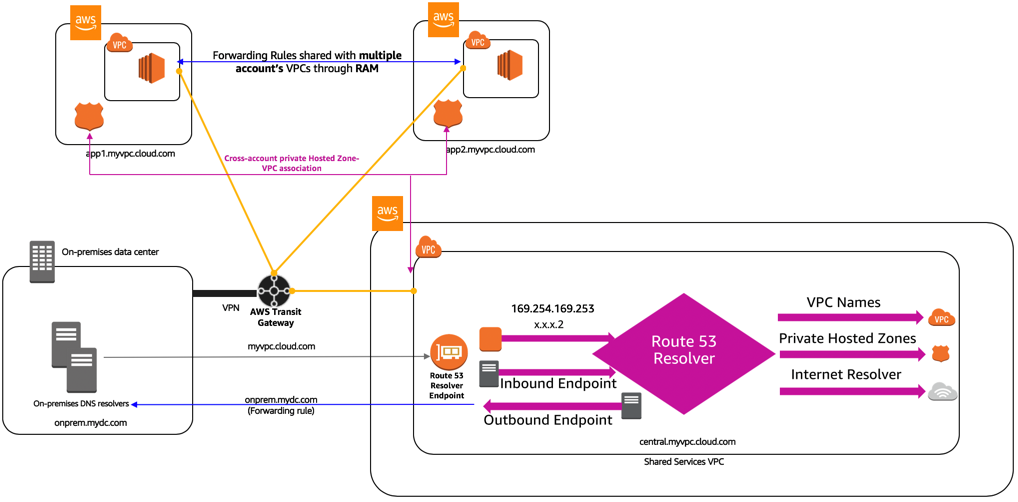 aws
aws
VPC
VPC
Forwarding Rules shared with multiple
account's VPCs through RAM
app1.myvpc.cloud.com
app2.myvpc.cloud.com
Cross-account private Hosted Zone-
VPC association
aws
VPC
On-premises data center
VPN
AWS Transit
Gateway
169.254.169.253
x.x.x.2
VPC Names
VPC
Route 53
Resolver
Private Hosted Zones
myvpc.cloud.com
Route 53
Resolver
Endpoint
Inbound Endpoint
Internet Resolver
On-premises DNS resolvers
onprem.mydc.com
(Forwarding rule)
Outbound Endpoint
onprem.mydc.com
central.myvpc.cloud.com
Shared Services VPC